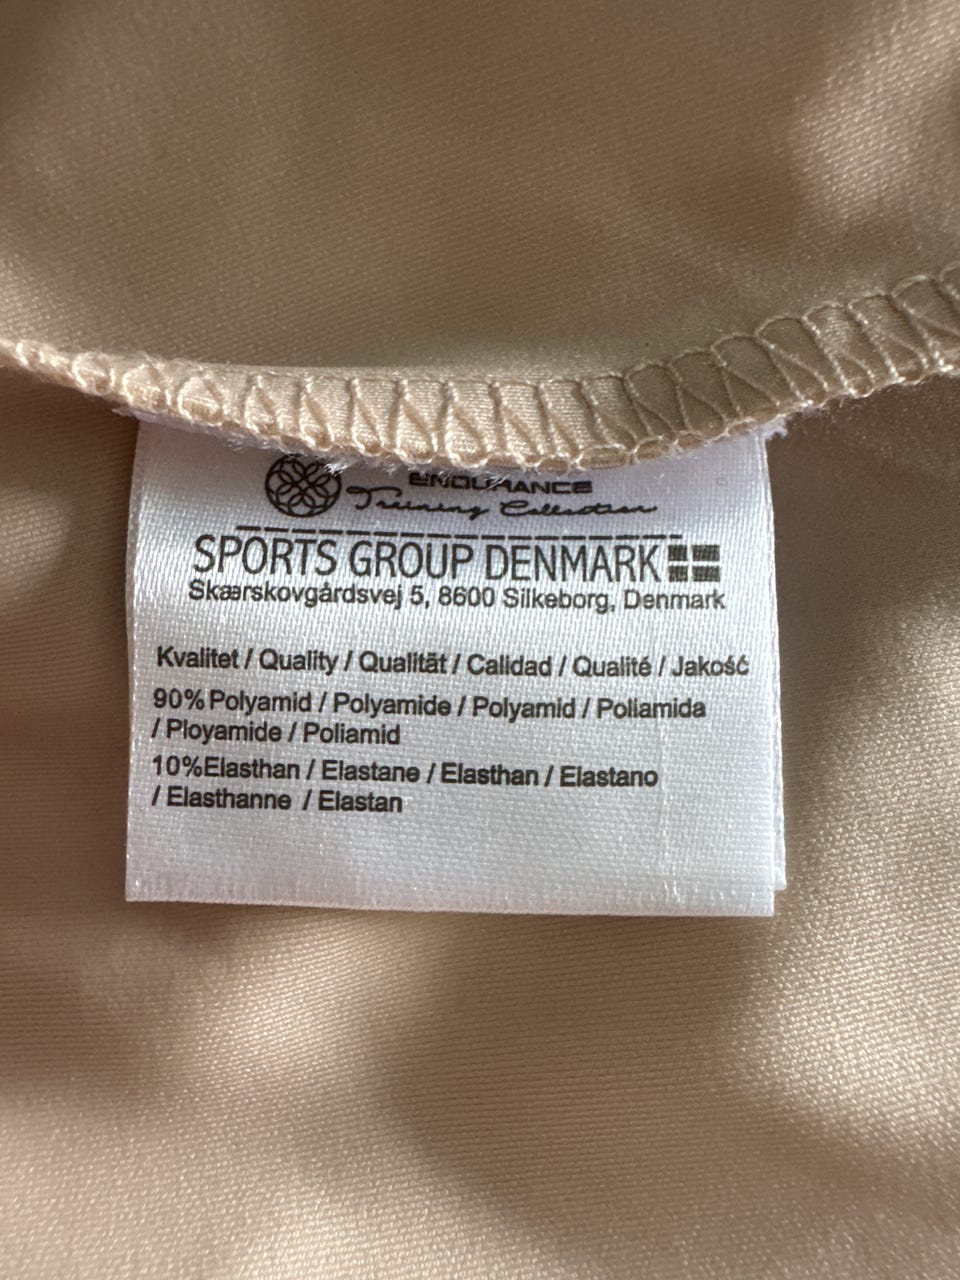 ENDURANCE
Training Collection
SPORTS GROUP DENMARK
Skærskovgårdsvej 5, 8600 Silkeborg, Denmark
Kvalitet / Quality / Qualität / Calidad / Qualité / Jakość
90% Polyamid / Polyamide / Polyamid / Poliamida
/ Ployamide / Poliamid
10%Elasthan / Elastane / Elasthan / Elastano
/ Elasthanne / Elastan